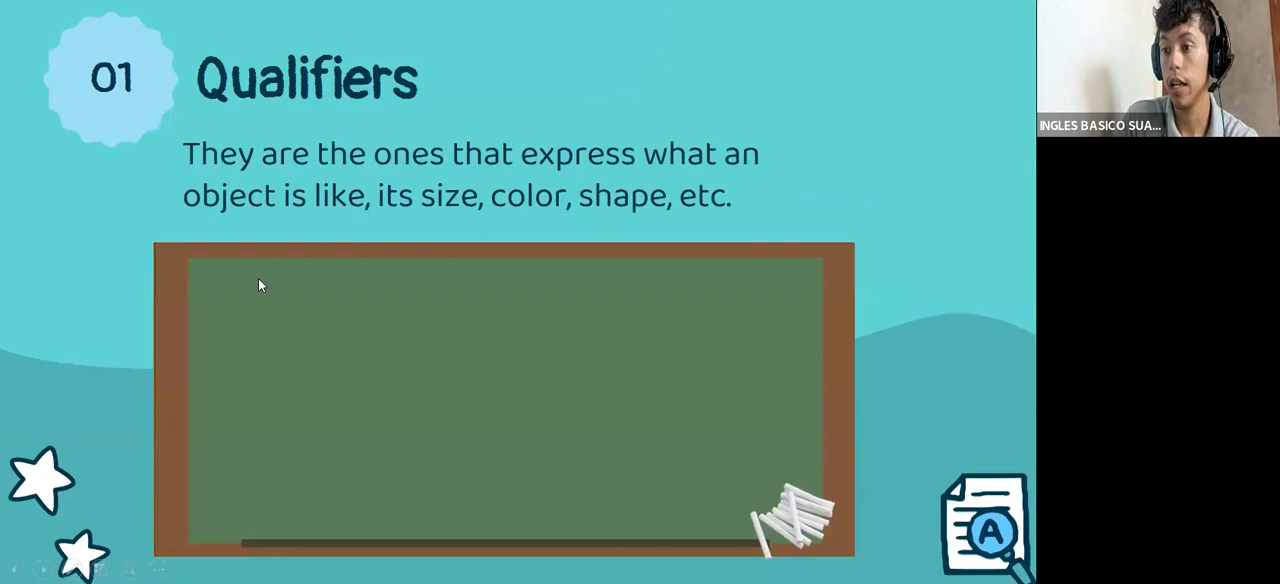 01
Qualifiers
They are the ones that express what an
object is like, its size, color, shape, etc.
INGLES BASICO SUA...
A